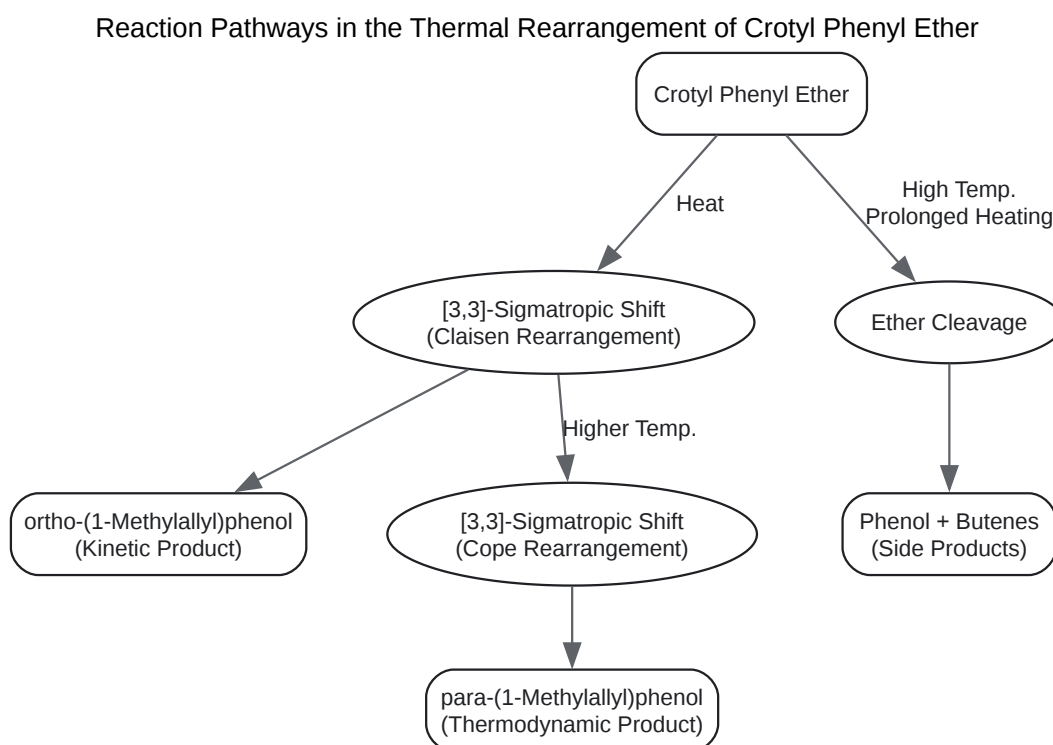 Reaction Pathways in the Thermal Rearrangement of Crotyl Phenyl Ether
Crotyl Phenyl Ether
Heat
High Temp.
Prolonged Heating
[3,3]-Sigmatropic Shift
(Claisen Rearrangement)
Ether Cleavage
Higher Temp.
ortho-(1-Methylallyl)phenol
(Kinetic Product)
[3,3]-Sigmatropic Shift
(Cope Rearrangement)
Phenol + Butenes
(Side Products)
para-(1-Methylallyl)phenol
(Thermodynamic Product)